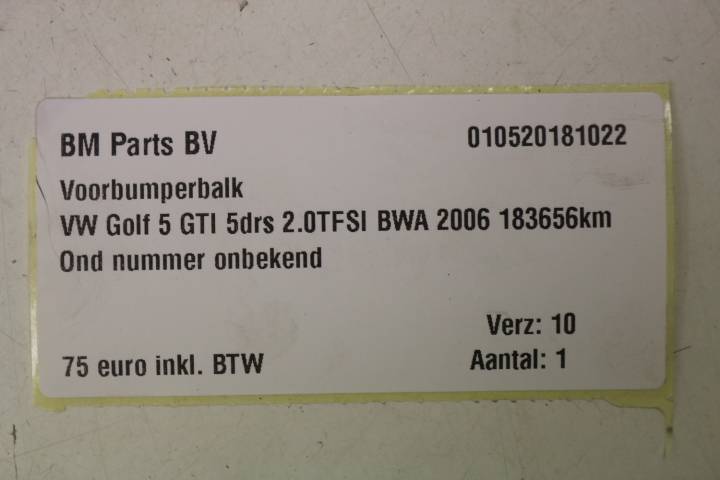 BM Parts BV 010520181022
Voorbumperbalk
VW Golf 5 GTI 5drs 2.0TFSI BWA 2006 183656km
Ond nummer onbekend
Verz: 10
75 euro inkl. BTW Aantal: 1